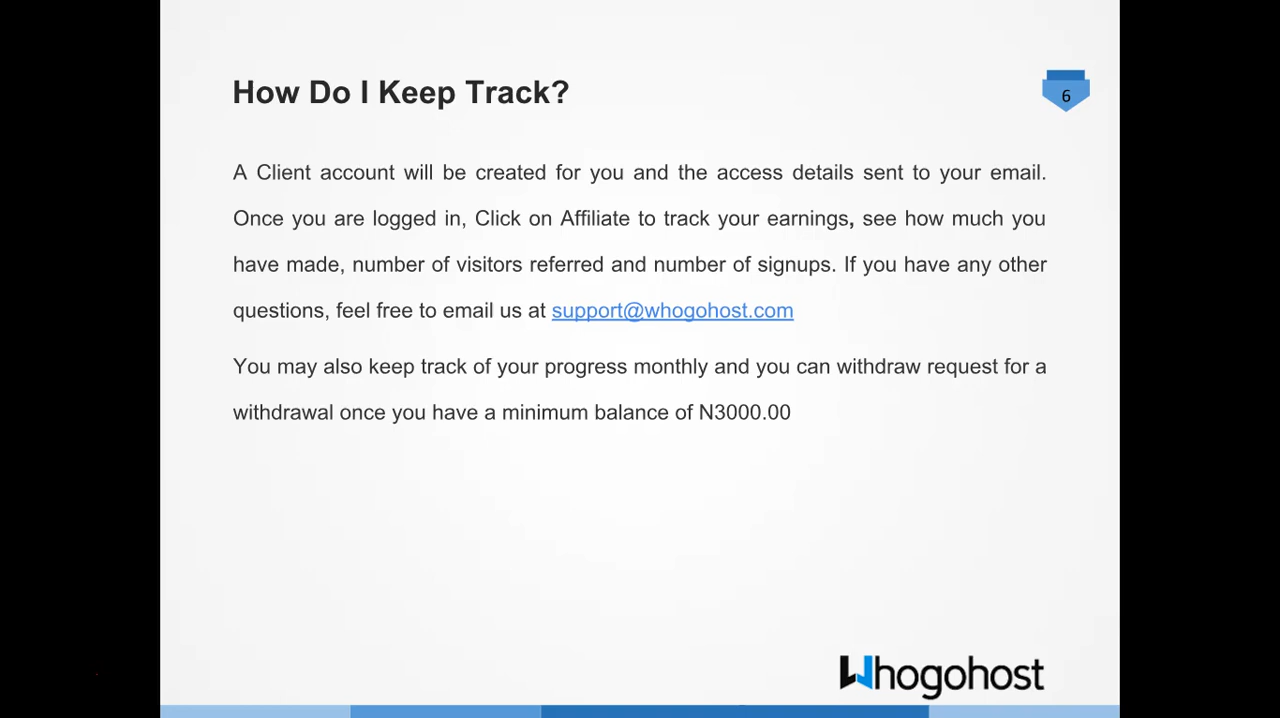 How Do I Keep Track?
6
A Client account will be created for you and the access details sent to your email.
Once you are logged in, Click on Affiliate to track your earnings, see how much you
have made, number of visitors referred and number of signups. If you have any other
questions, feel free to email us at support@whogohost.com
You may also keep track of your progress monthly and you can withdraw request for a
withdrawal once you have a minimum balance of N3000.00
Whogohost